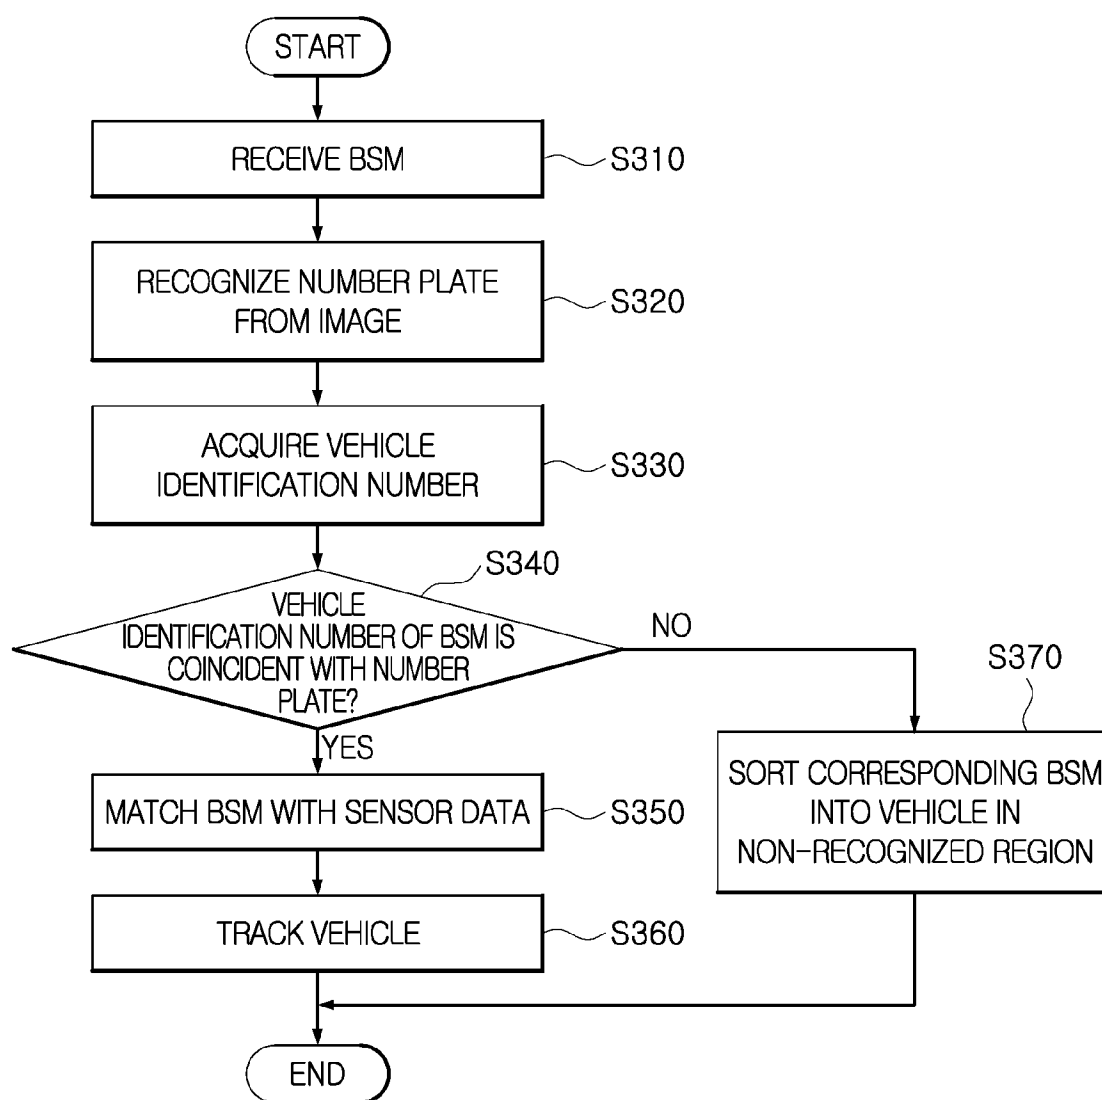 START
RECEIVE BSM
S310
RECOGNIZE NUMBER PLATE
FROM IMAGE
S320
ACQUIRE VEHICLE
IDENTIFICATION NUMBER
S330
S340
VEHICLE
IDENTIFICATION NUMBER OF BSM IS
COINCIDENT WITH NUMBER
PLATE?
NO
YES
S370
SORT CORRESPONDING BSM
INTO VEHICLE IN
NON-RECOGNIZED REGION
MATCH BSM WITH SENSOR DATA
S350
TRACK VEHICLE
S360
END